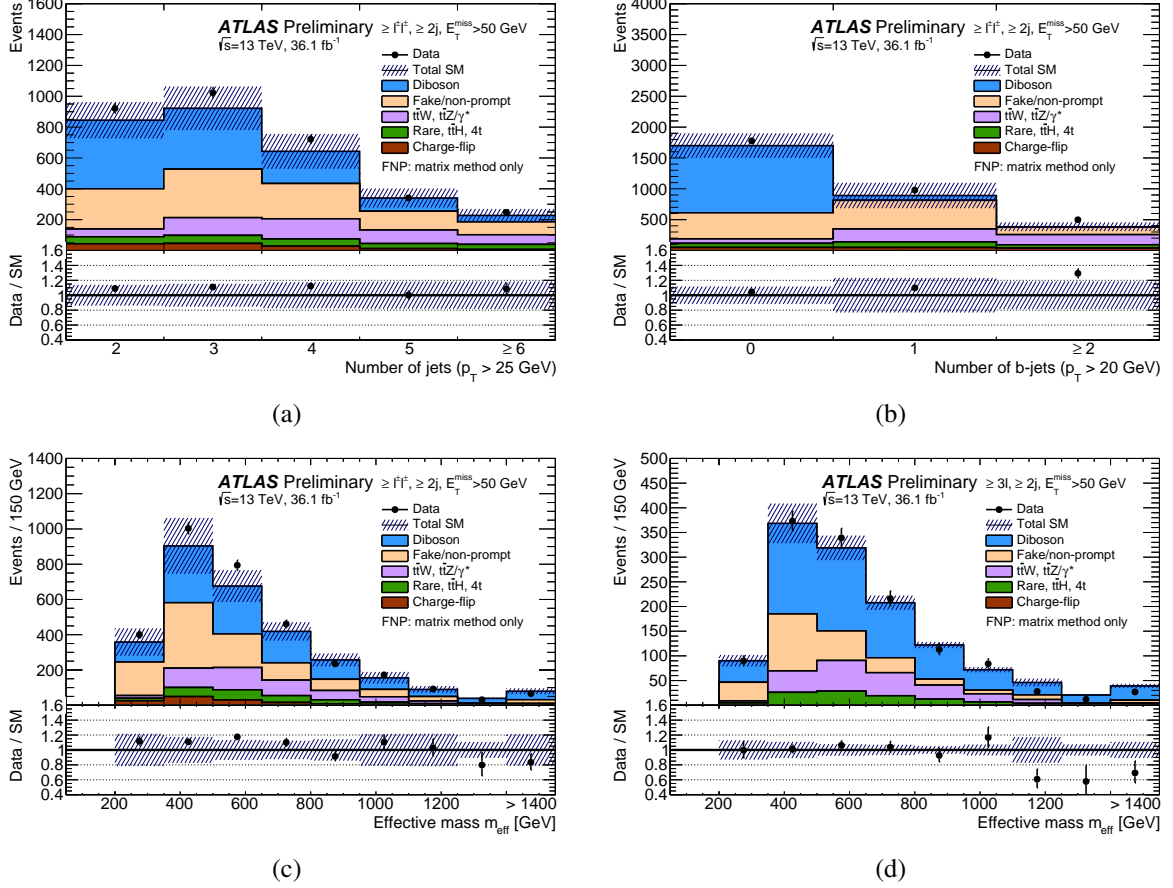 ATLAS Preliminary
√s=13 TeV, 36.1 fb⁻¹
≥ l±l±, ≥ 2j, E_T^miss>50 GeV
Data
Total SM
Diboson
Fake/non-prompt
tt̄W, tt̄Z/γ*
Rare, tt̄H, 4t
Charge-flip
FNP: matrix method only
Events
1600
1400
1200
1000
800
600
400
200
Data / SM
1.6
1.4
1.2
1
0.8
0.6
0.4
2 3 4 5 ≥ 6
Number of jets (p_T > 25 GeV)
(a)
ATLAS Preliminary
√s=13 TeV, 36.1 fb⁻¹
≥ l±l±, ≥ 2j, E_T^miss>50 GeV
Data
Total SM
Diboson
Fake/non-prompt
tt̄W, tt̄Z/γ*
Rare, tt̄H, 4t
Charge-flip
FNP: matrix method only
Events
4000
3500
3000
2500
2000
1500
1000
500
Data / SM
1.6
1.4
1.2
1
0.8
0.6
0.4
0 1 ≥ 2
Number of b-jets (p_T > 20 GeV)
(b)
ATLAS Preliminary
√s=13 TeV, 36.1 fb⁻¹
≥ l±l±, ≥ 2j, E_T^miss>50 GeV
Data
Total SM
Diboson
Fake/non-prompt
tt̄W, tt̄Z/γ*
Rare, tt̄H, 4t
Charge-flip
FNP: matrix method only
Events / 150 GeV
1400
1200
1000
800
600
400
200
Data / SM
1.6
1.4
1.2
1
0.8
0.6
0.4
200 400 600 800 1000 1200 > 1400
Effective mass m_eff [GeV]
(c)
ATLAS Preliminary
√s=13 TeV, 36.1 fb⁻¹
≥ 3l, ≥ 2j, E_T^miss>50 GeV
Data
Total SM
Diboson
Fake/non-prompt
tt̄W, tt̄Z/γ*
Rare, tt̄H, 4t
Charge-flip
FNP: matrix method only
Events / 150 GeV
500
450
400
350
300
250
200
150
100
50
Data / SM
1.6
1.4
1.2
1
0.8
0.6
0.4
200 400 600 800 1000 1200 > 1400
Effective mass m_eff [GeV]
(d)